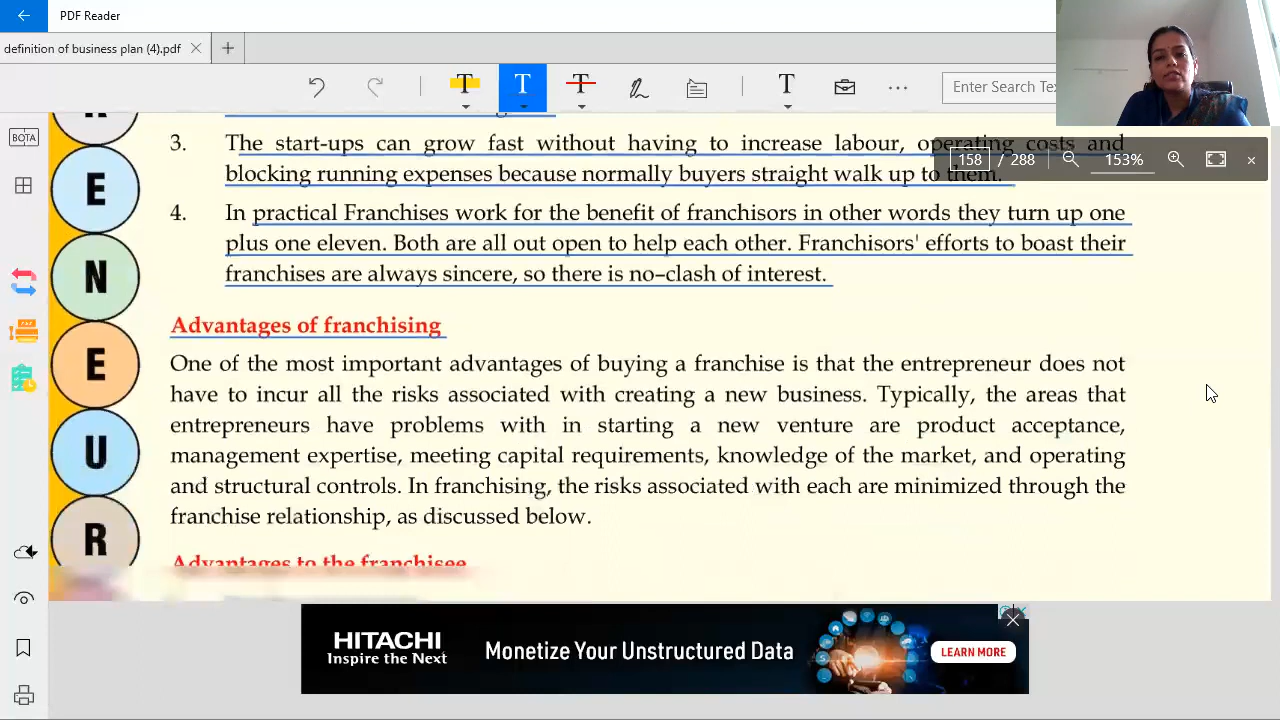 PDF Reader
definition of business plan (4).pdf
Enter Search Tex
BOTA
158 / 288 153%
3. The start-ups can grow fast without having to increase labour, operating costs and
blocking running expenses because normally buyers straight walk up to them.
4. In practical Franchises work for the benefit of franchisors in other words they turn up one
plus one eleven. Both are all out open to help each other. Franchisors' efforts to boast their
franchises are always sincere, so there is no–clash of interest.
E
N
E
U
R
Advantages of franchising
One of the most important advantages of buying a franchise is that the entrepreneur does not
have to incur all the risks associated with creating a new business. Typically, the areas that
entrepreneurs have problems with in starting a new venture are product acceptance,
management expertise, meeting capital requirements, knowledge of the market, and operating
and structural controls. In franchising, the risks associated with each are minimized through the
franchise relationship, as discussed below.
Advantages to the franchisee
HITACHI
Inspire the Next
Monetize Your Unstructured Data
LEARN MORE